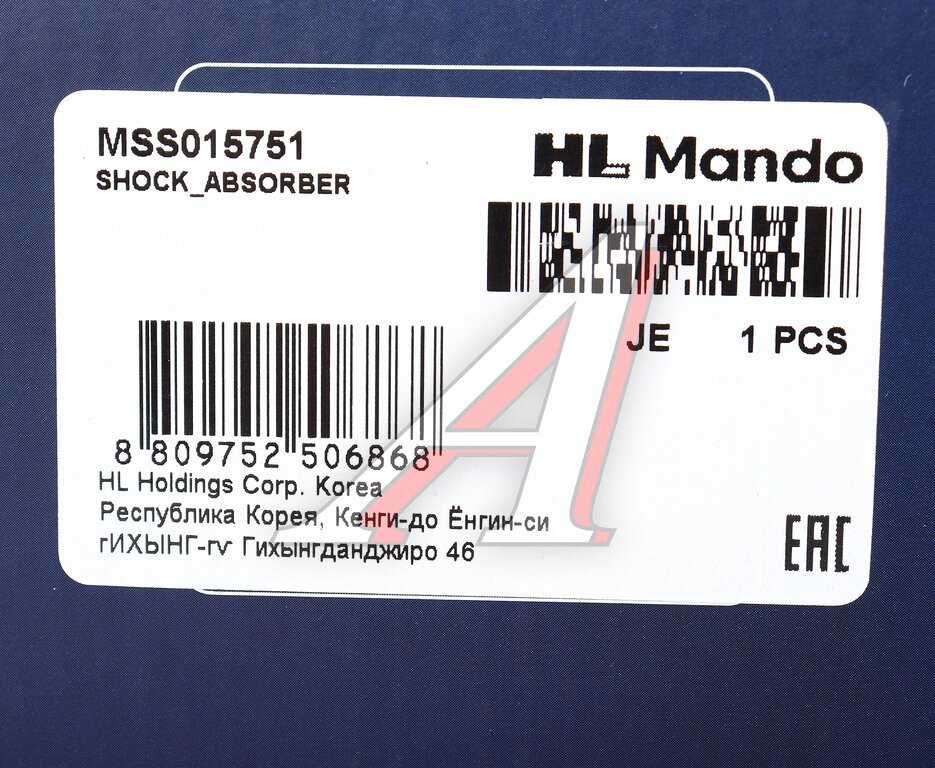 MSS015751
SHOCK_ABSORBER
HL Mando
JE 1 PCS
8 809752 506868
HL Holdings Corp. Korea
Республика Корея, Кенги-до Ёнгин-си
гИХЫНГ-гv Гихынгданджиро 46
EAC